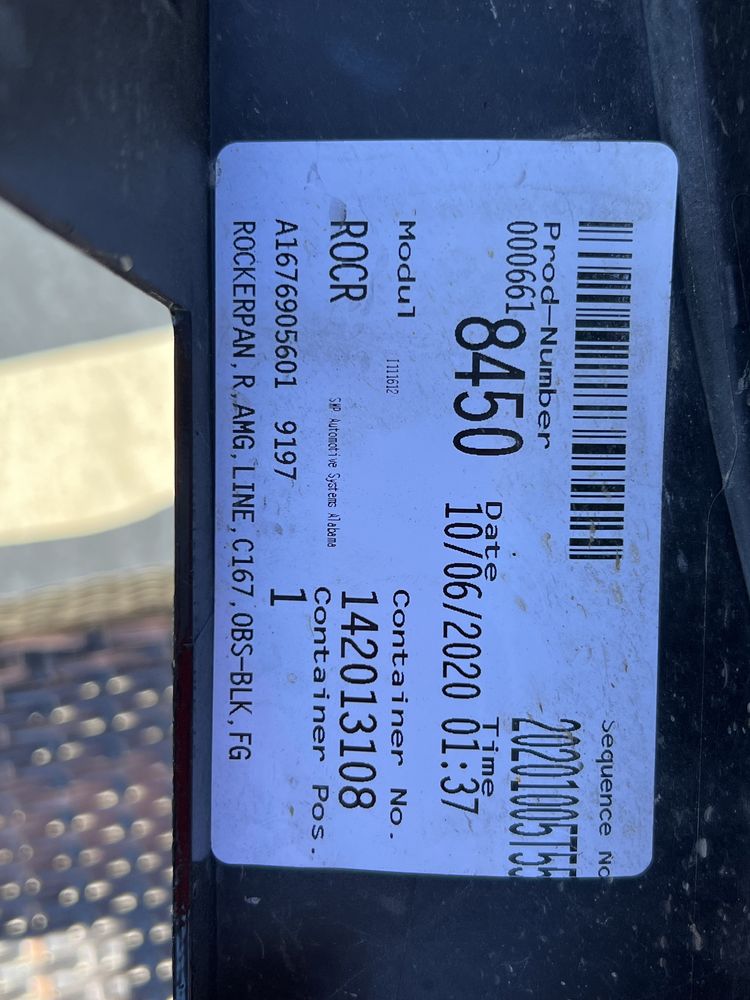 Sequence No
Prod-Number
000661
8450
Date
10/06/2020
Time
01:37
Modul
I111612
ROCR
SMP Automotive Systems Alabama
Container No.
142013108
Container Pos.
1
A1676905601 9197
ROCKERPAN,R,AMG,LINE,C167,OBS-BLK,FG